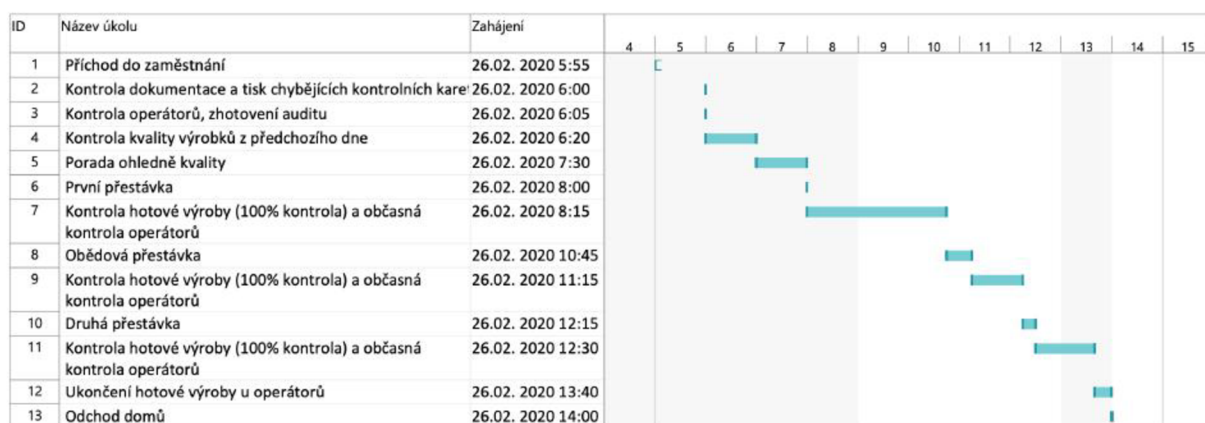 ID Název úkolu Zahájení
4 5 6 7 8 9 10 11 12 13 14 15
1 Příchod do zaměstnání 26.02. 2020 5:55
2 Kontrola dokumentace a tisk chybějících kontrolních karet 26.02. 2020 6:00
3 Kontrola operátorů, zhotovení auditu 26.02. 2020 6:05
4 Kontrola kvality výrobků z předchozího dne 26.02. 2020 6:20
5 Porada ohledně kvality 26.02. 2020 7:30
6 První přestávka 26.02. 2020 8:00
7 Kontrola hotové výroby (100% kontrola) a občasná 26.02. 2020 8:15
kontrola operátorů
8 Obědová přestávka 26.02. 2020 10:45
9 Kontrola hotové výroby (100% kontrola) a občasná 26.02. 2020 11:15
kontrola operátorů
10 Druhá přestávka 26.02. 2020 12:15
11 Kontrola hotové výroby (100% kontrola) a občasná 26.02. 2020 12:30
kontrola operátorů
12 Ukončení hotové výroby u operátorů 26.02. 2020 13:40
13 Odchod domů 26.02. 2020 14:00